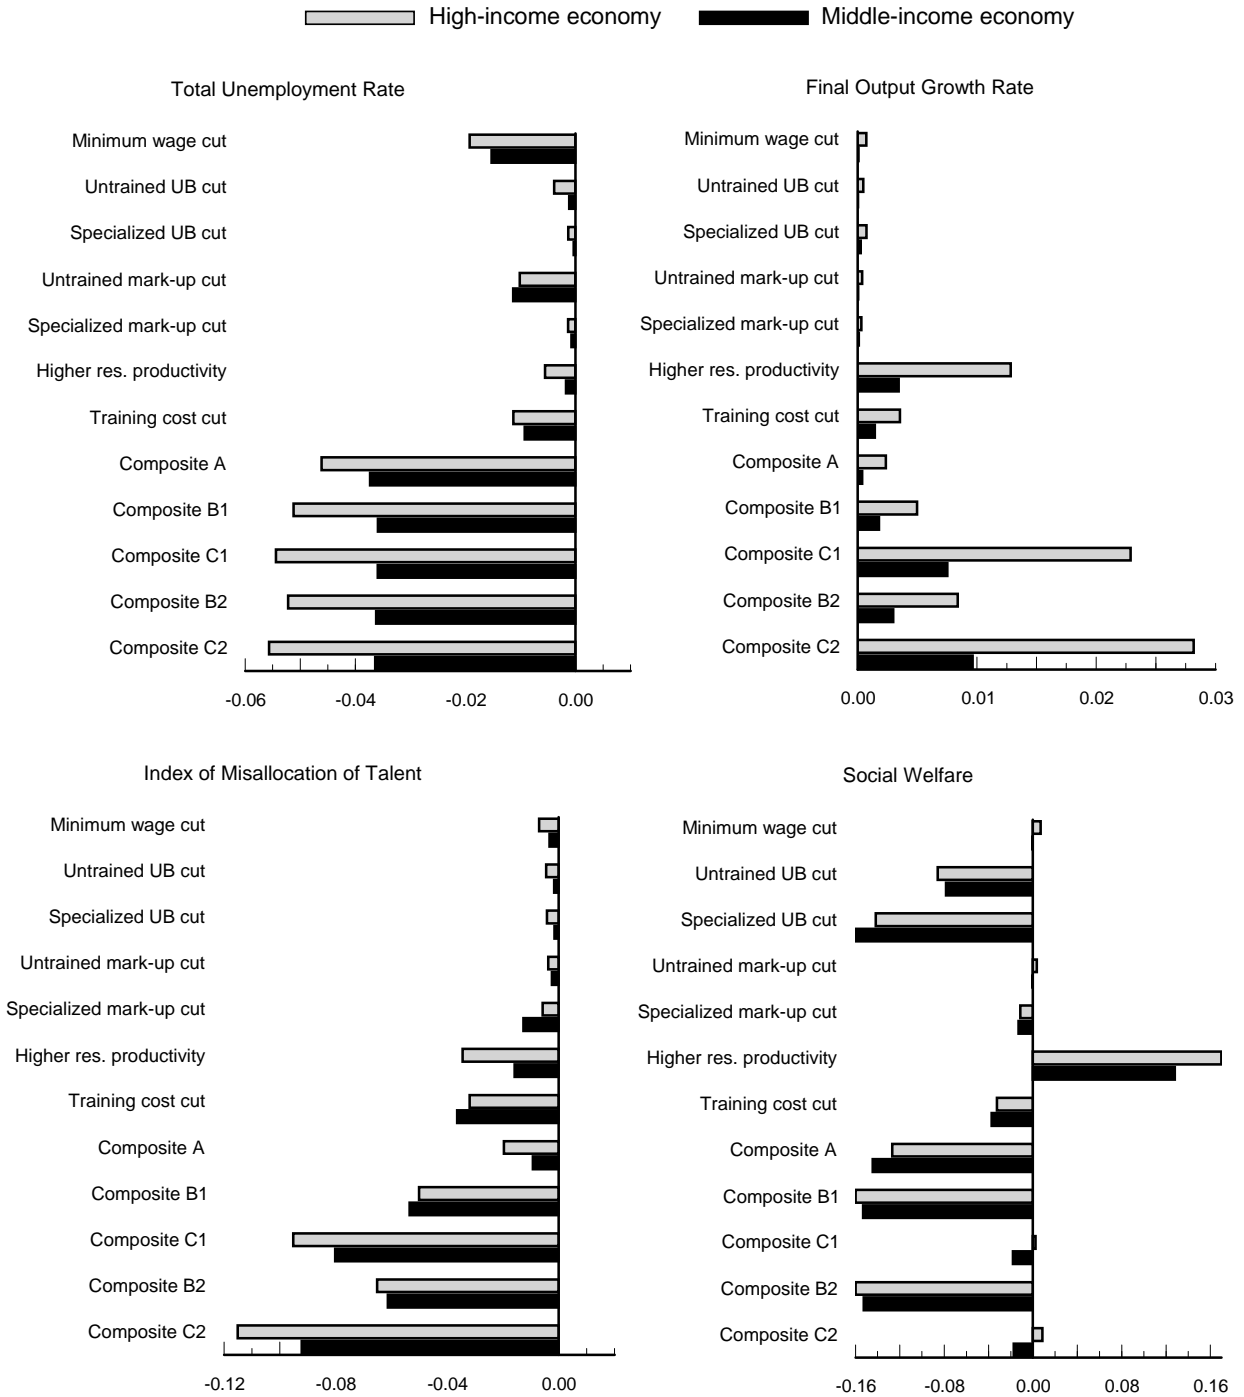 High-income economy Middle-income economy
Total Unemployment Rate
Minimum wage cut
Untrained UB cut
Specialized UB cut
Untrained mark-up cut
Specialized mark-up cut
Higher res. productivity
Training cost cut
Composite A
Composite B1
Composite C1
Composite B2
Composite C2
-0.06 -0.04 -0.02 0.00
Final Output Growth Rate
Minimum wage cut
Untrained UB cut
Specialized UB cut
Untrained mark-up cut
Specialized mark-up cut
Higher res. productivity
Training cost cut
Composite A
Composite B1
Composite C1
Composite B2
Composite C2
0.00 0.01 0.02 0.03
Index of Misallocation of Talent
Minimum wage cut
Untrained UB cut
Specialized UB cut
Untrained mark-up cut
Specialized mark-up cut
Higher res. productivity
Training cost cut
Composite A
Composite B1
Composite C1
Composite B2
Composite C2
-0.12 -0.08 -0.04 0.00
Social Welfare
Minimum wage cut
Untrained UB cut
Specialized UB cut
Untrained mark-up cut
Specialized mark-up cut
Higher res. productivity
Training cost cut
Composite A
Composite B1
Composite C1
Composite B2
Composite C2
-0.16 -0.08 0.00 0.08 0.16